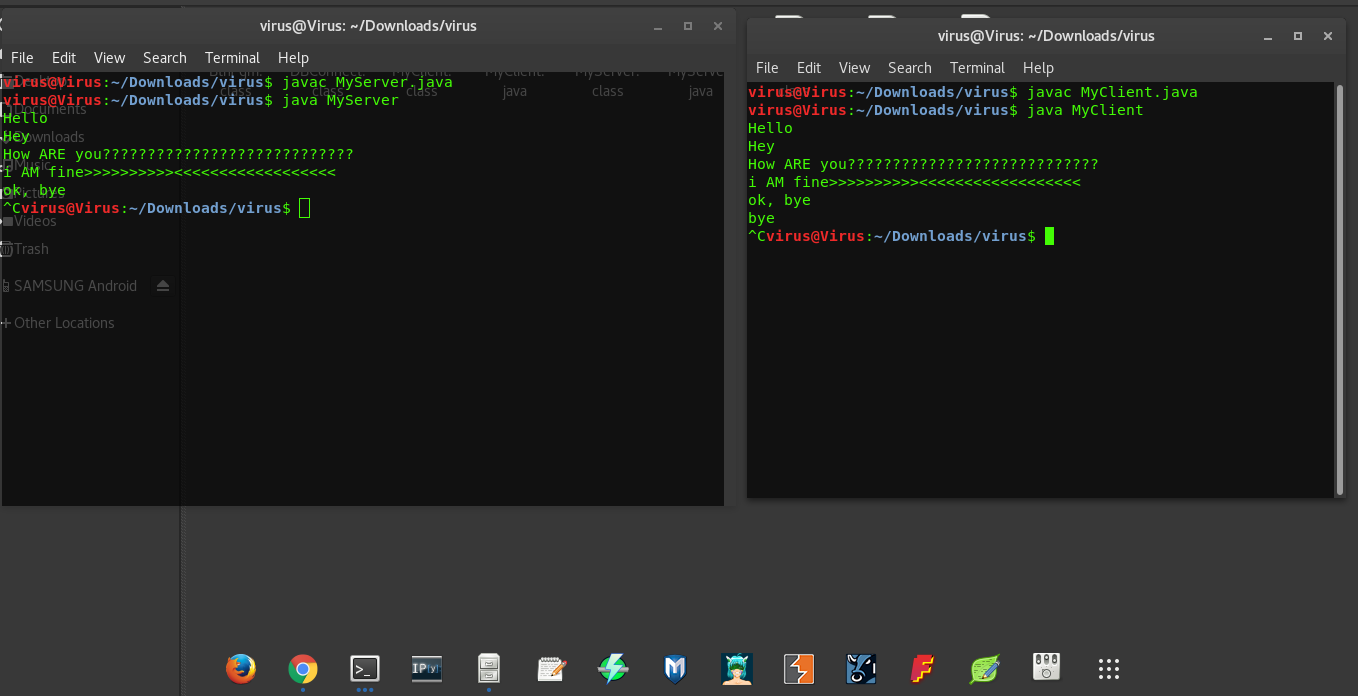 virus@Virus: ~/Downloads/virus
File Edit View Search Terminal Help
virus@Virus:~/Downloads/virus$ javac MyServer.java
virus@Virus:~/Downloads/virus$ java MyServer
Hello
Hey
How ARE you????????????????????????????
i AM fine>>>>>>>>>><<<<<<<<<<<<<<<<<<
ok, bye
^Cvirus@Virus:~/Downloads/virus$
DBConnect. MyClient. MyClient. MyServer.
class class class java class java
Documents
Downloads
Music
Pictures
Videos
Trash
SAMSUNG Android
Other Locations
virus@Virus: ~/Downloads/virus
File Edit View Search Terminal Help
virus@Virus:~/Downloads/virus$ javac MyClient.java
virus@Virus:~/Downloads/virus$ java MyClient
Hello
Hey
How ARE you????????????????????????????
i AM fine>>>>>>>>>><<<<<<<<<<<<<<<<<<
ok, bye
bye
^Cvirus@Virus:~/Downloads/virus$
IP[y]